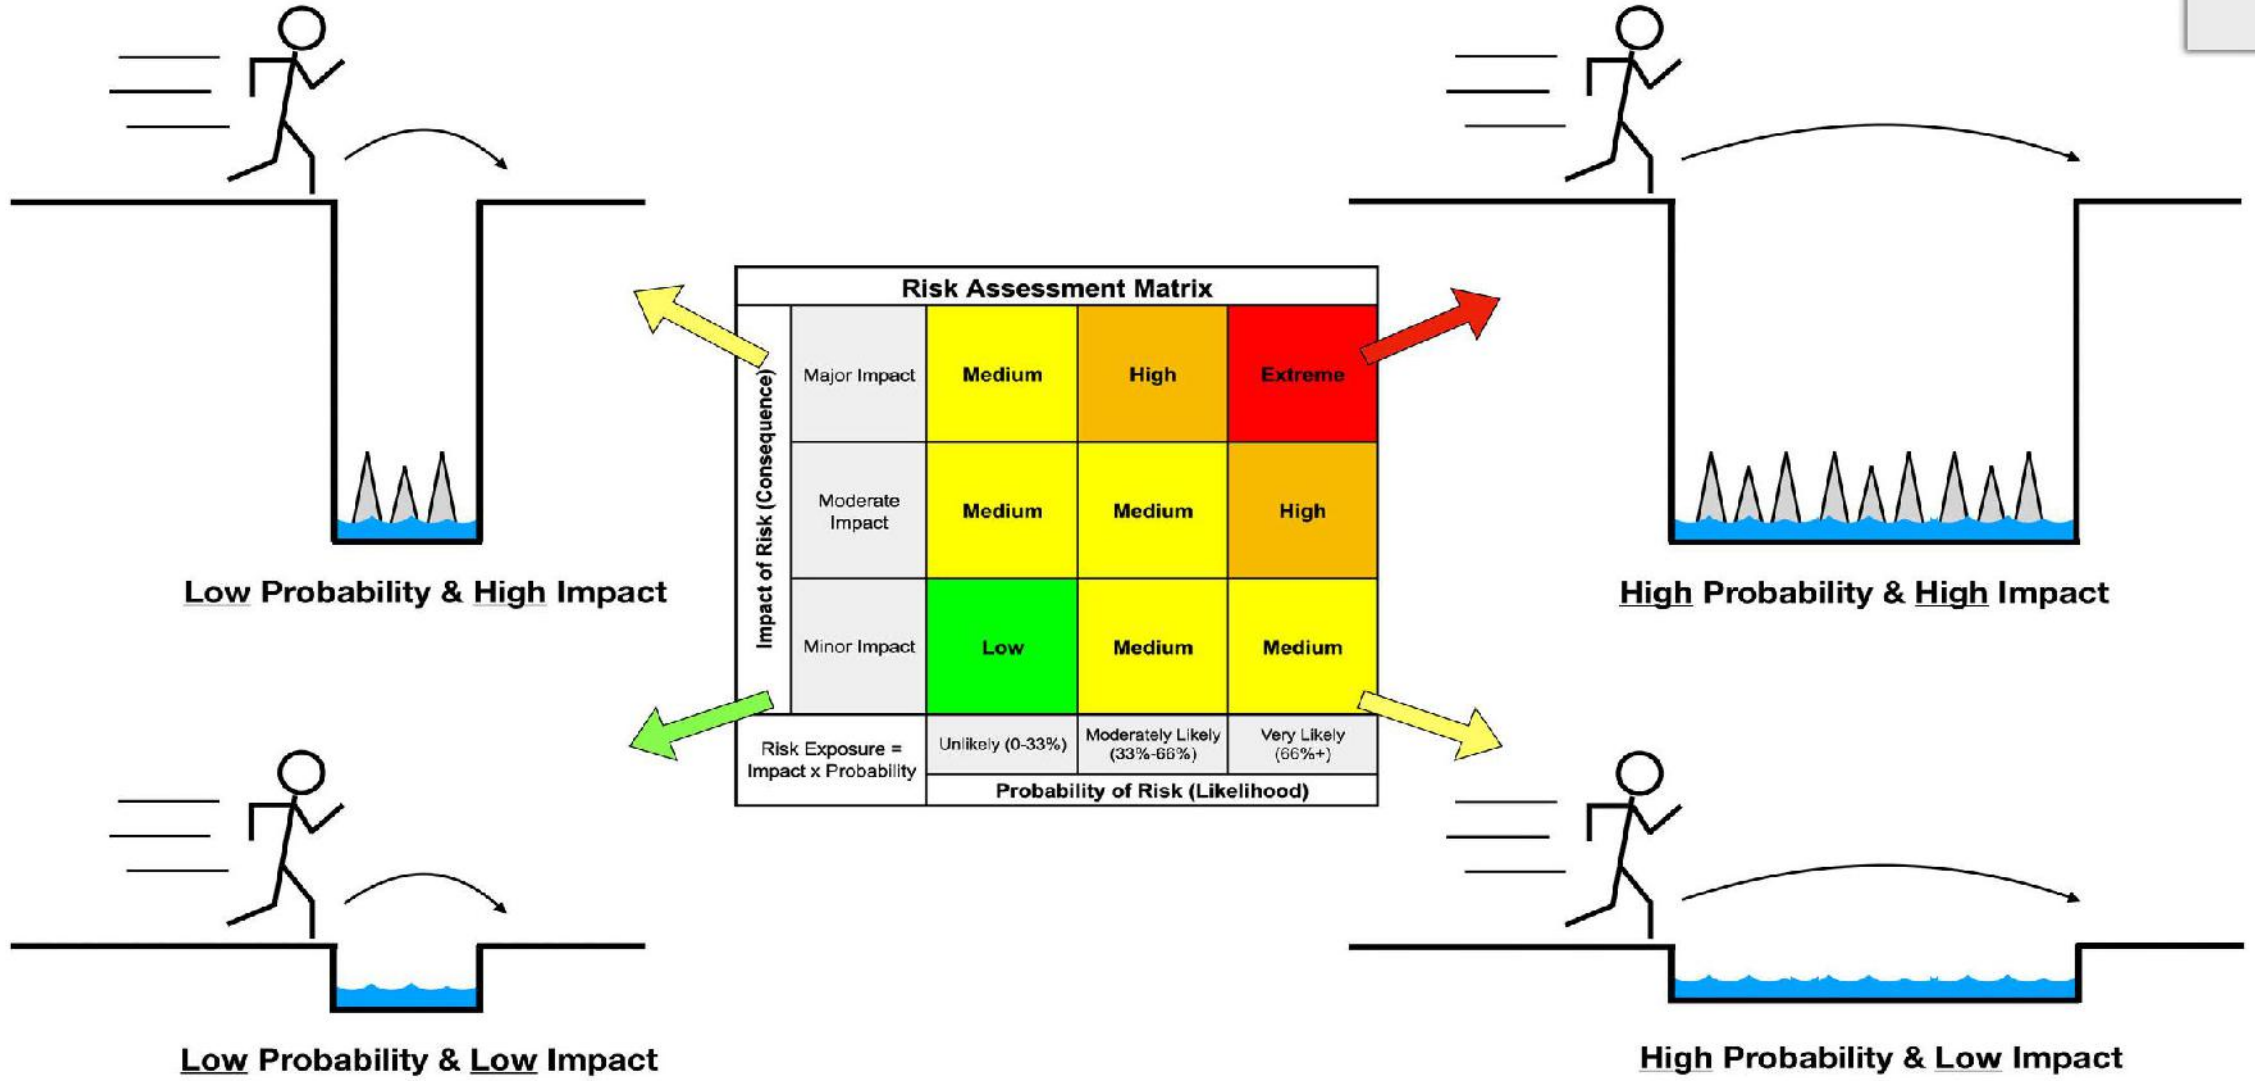 Risk Assessment Matrix
Impact of Risk (Consequence)
Major Impact
Medium
High
Extreme
Moderate
Impact
Medium
Medium
High
Minor Impact
Low
Medium
Medium
Risk Exposure =
Impact x Probability
Unlikely (0-33%)
Moderately Likely
(33%-66%)
Very Likely
(66%+)
Probability of Risk (Likelihood)
Low Probability & High Impact
High Probability & High Impact
Low Probability & Low Impact
High Probability & Low Impact